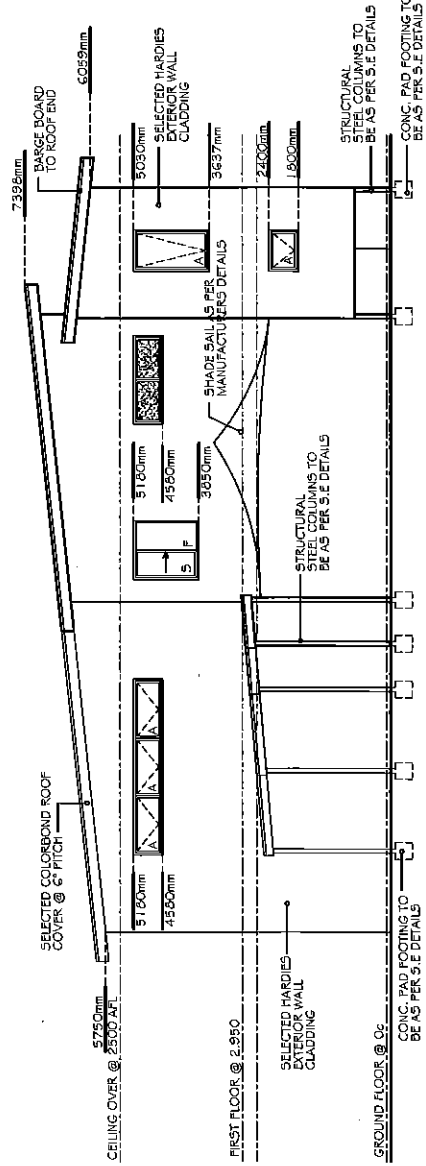 7398mm
BARGE BOARD
TO ROOF END
6059mm
SELECTED COLORBOND ROOF
COVER @ 6° PITCH
5750mm
CEILING OVER @ 2500 AFL
5180mm
4580mm
A
A
A
5180mm
4580mm
3850mm
S
F
5030mm
SELECTED HARDIES
EXTERIOR WALL
CLADDING
3637mm
A
SHADE SAIL AS PER
MANUFACTURERS DETAILS
2400mm
1800mm
A
FIRST FLOOR @ 2.950
STRUCTURAL
STEEL COLUMNS TO
BE AS PER S.E DETAILS
STRUCTURAL
STEEL COLUMNS TO
BE AS PER S.E DETAILS
SELECTED HARDIES
EXTERIOR WALL
CLADDING
GROUND FLOOR @ 0c
CONC. PAD FOOTING TO
BE AS PER S.E DETAILS
CONC. PAD FOOTING TO
BE AS PER S.E DETAILS